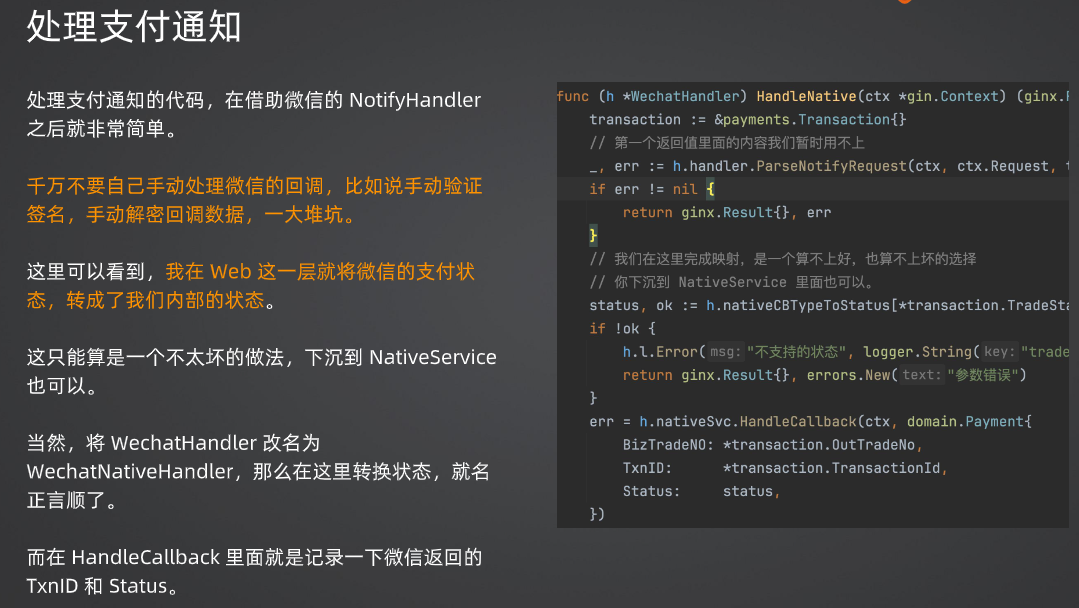 处理支付通知
处理支付通知的代码，在借助微信的 NotifyHandler
之后就非常简单。
千万不要自己手动处理微信的回调，比如说手动验证
签名，手动解密回调数据，一大堆坑。
这里可以看到，我在 Web 这一层就将微信的支付状
态，转成了我们内部的状态。
这只能算是一个不太坏的做法，下沉到 NativeService
也可以。
当然，将 WechatHandler 改名为
WechatNativeHandler，那么在这里转换状态，就名
正言顺了。
而在 HandleCallback 里面就是记录一下微信返回的
TxnID 和 Status。
func (h *WechatHandler) HandleNative(ctx *gin.Context) (ginx.
transaction := &payments.Transaction{}
// 第一个返回值里面的内容我们暂时用不上
_, err := h.handler.ParseNotifyRequest(ctx, ctx.Request,
if err != nil {
return ginx.Result{}, err
}
// 我们在这里完成映射，是一个算不上好，也算不上坏的选择
// 你下沉到 NativeService 里面也可以。
status, ok := h.nativeCBTypeToStatus[*transaction.TradeSta
if !ok {
h.l.Error( msg: "不支持的状态", logger.String( key: "trade
return ginx.Result{}, errors.New( text: "参数错误")
}
err = h.nativeSvc.HandleCallback(ctx, domain.Payment{
BizTradeNO: *transaction.OutTradeNo,
TxnID: *transaction.TransactionId,
Status: status,
})